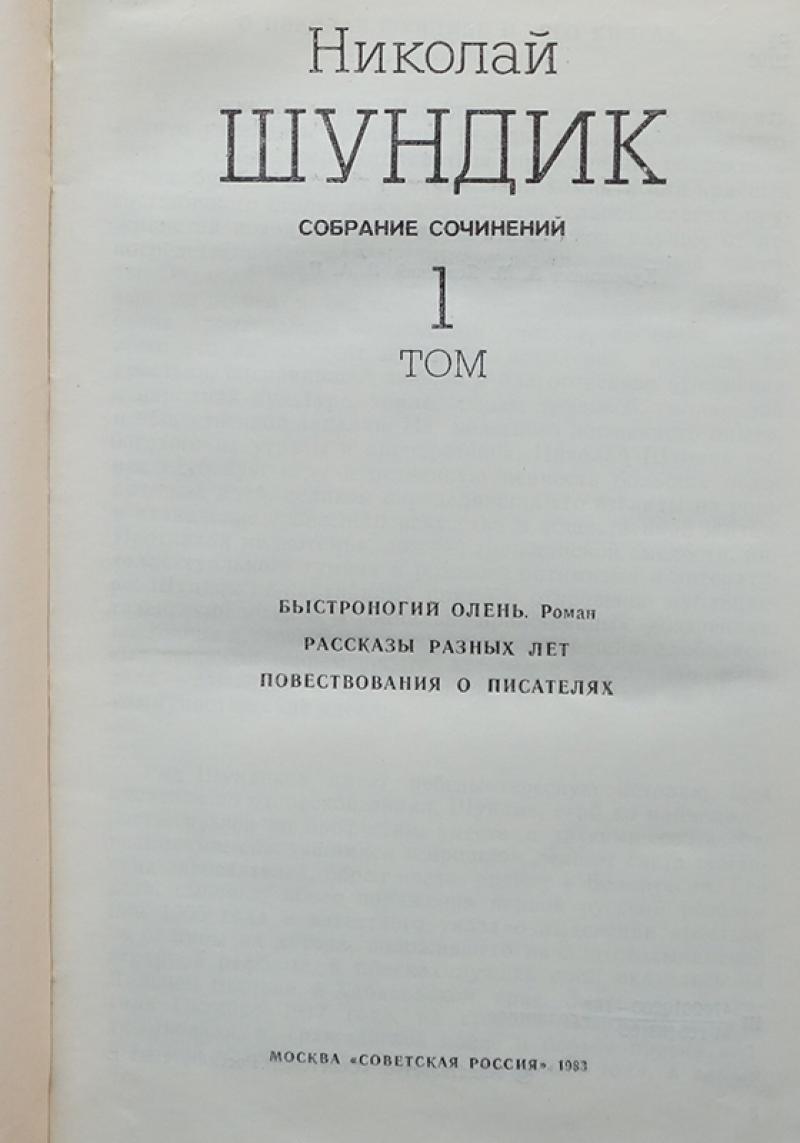 Николай
ШУНДИК
СОБРАНИЕ СОЧИНЕНИЙ
1
ТОМ
БЫСТРОНОГИЙ ОЛЕНЬ. Роман
РАССКАЗЫ РАЗНЫХ ЛЕТ
ПОВЕСТВОВАНИЯ О ПИСАТЕЛЯХ
МОСКВА «СОВЕТСКАЯ РОССИЯ» 1983